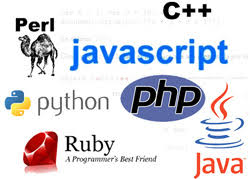 C++
Perl
javascript
python
php
Ruby
A Programmer's Best Friend
Java